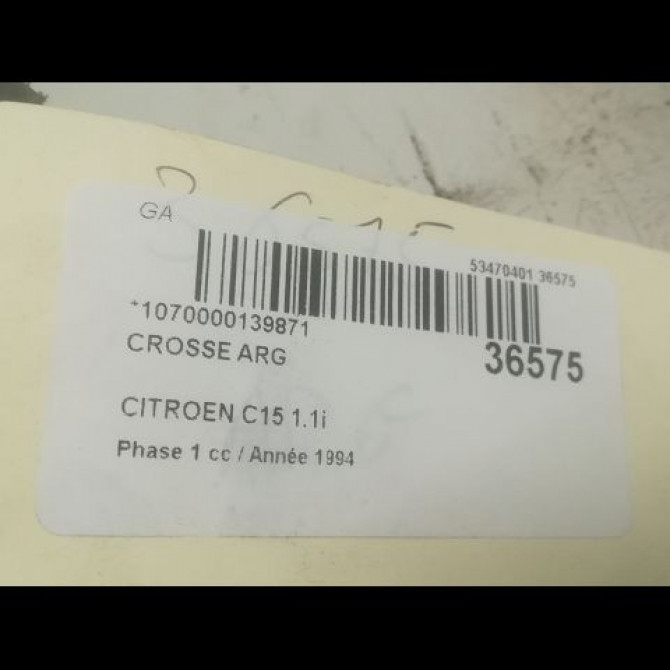 GA
53470401 36575
*1070000139871
36575
CROSSE ARG
CITROEN C15 1.1i
Phase 1 cc / Année 1994